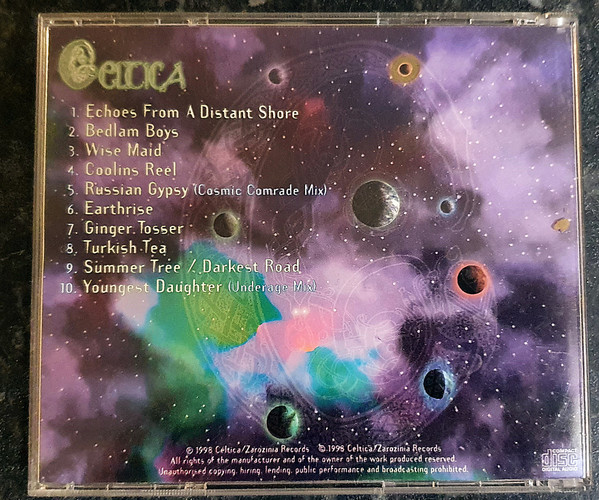 Celtica
1. Echoes From A Distant Shore
2. Bedlam Boys
3. Wise Maid
4. Coolins Reel
5. Russian Gypsy (Cosmic Comrade Mix)
6. Earthrise
7. Ginger Tosser
8. Turkish Tea
9. Summer Tree / Darkest Road
10. Youngest Daughter (Underage Mix)
℗ 1998 Celtica/Zarozinia Records © 1998 Celtica/Zarozinia Records
All rights of the manufacturer and of the owner of the work produced reserved.
Unauthorised copying, hiring, lending, public performance and broadcasting prohibited.
COMPACT
disc
DIGITAL AUDIO